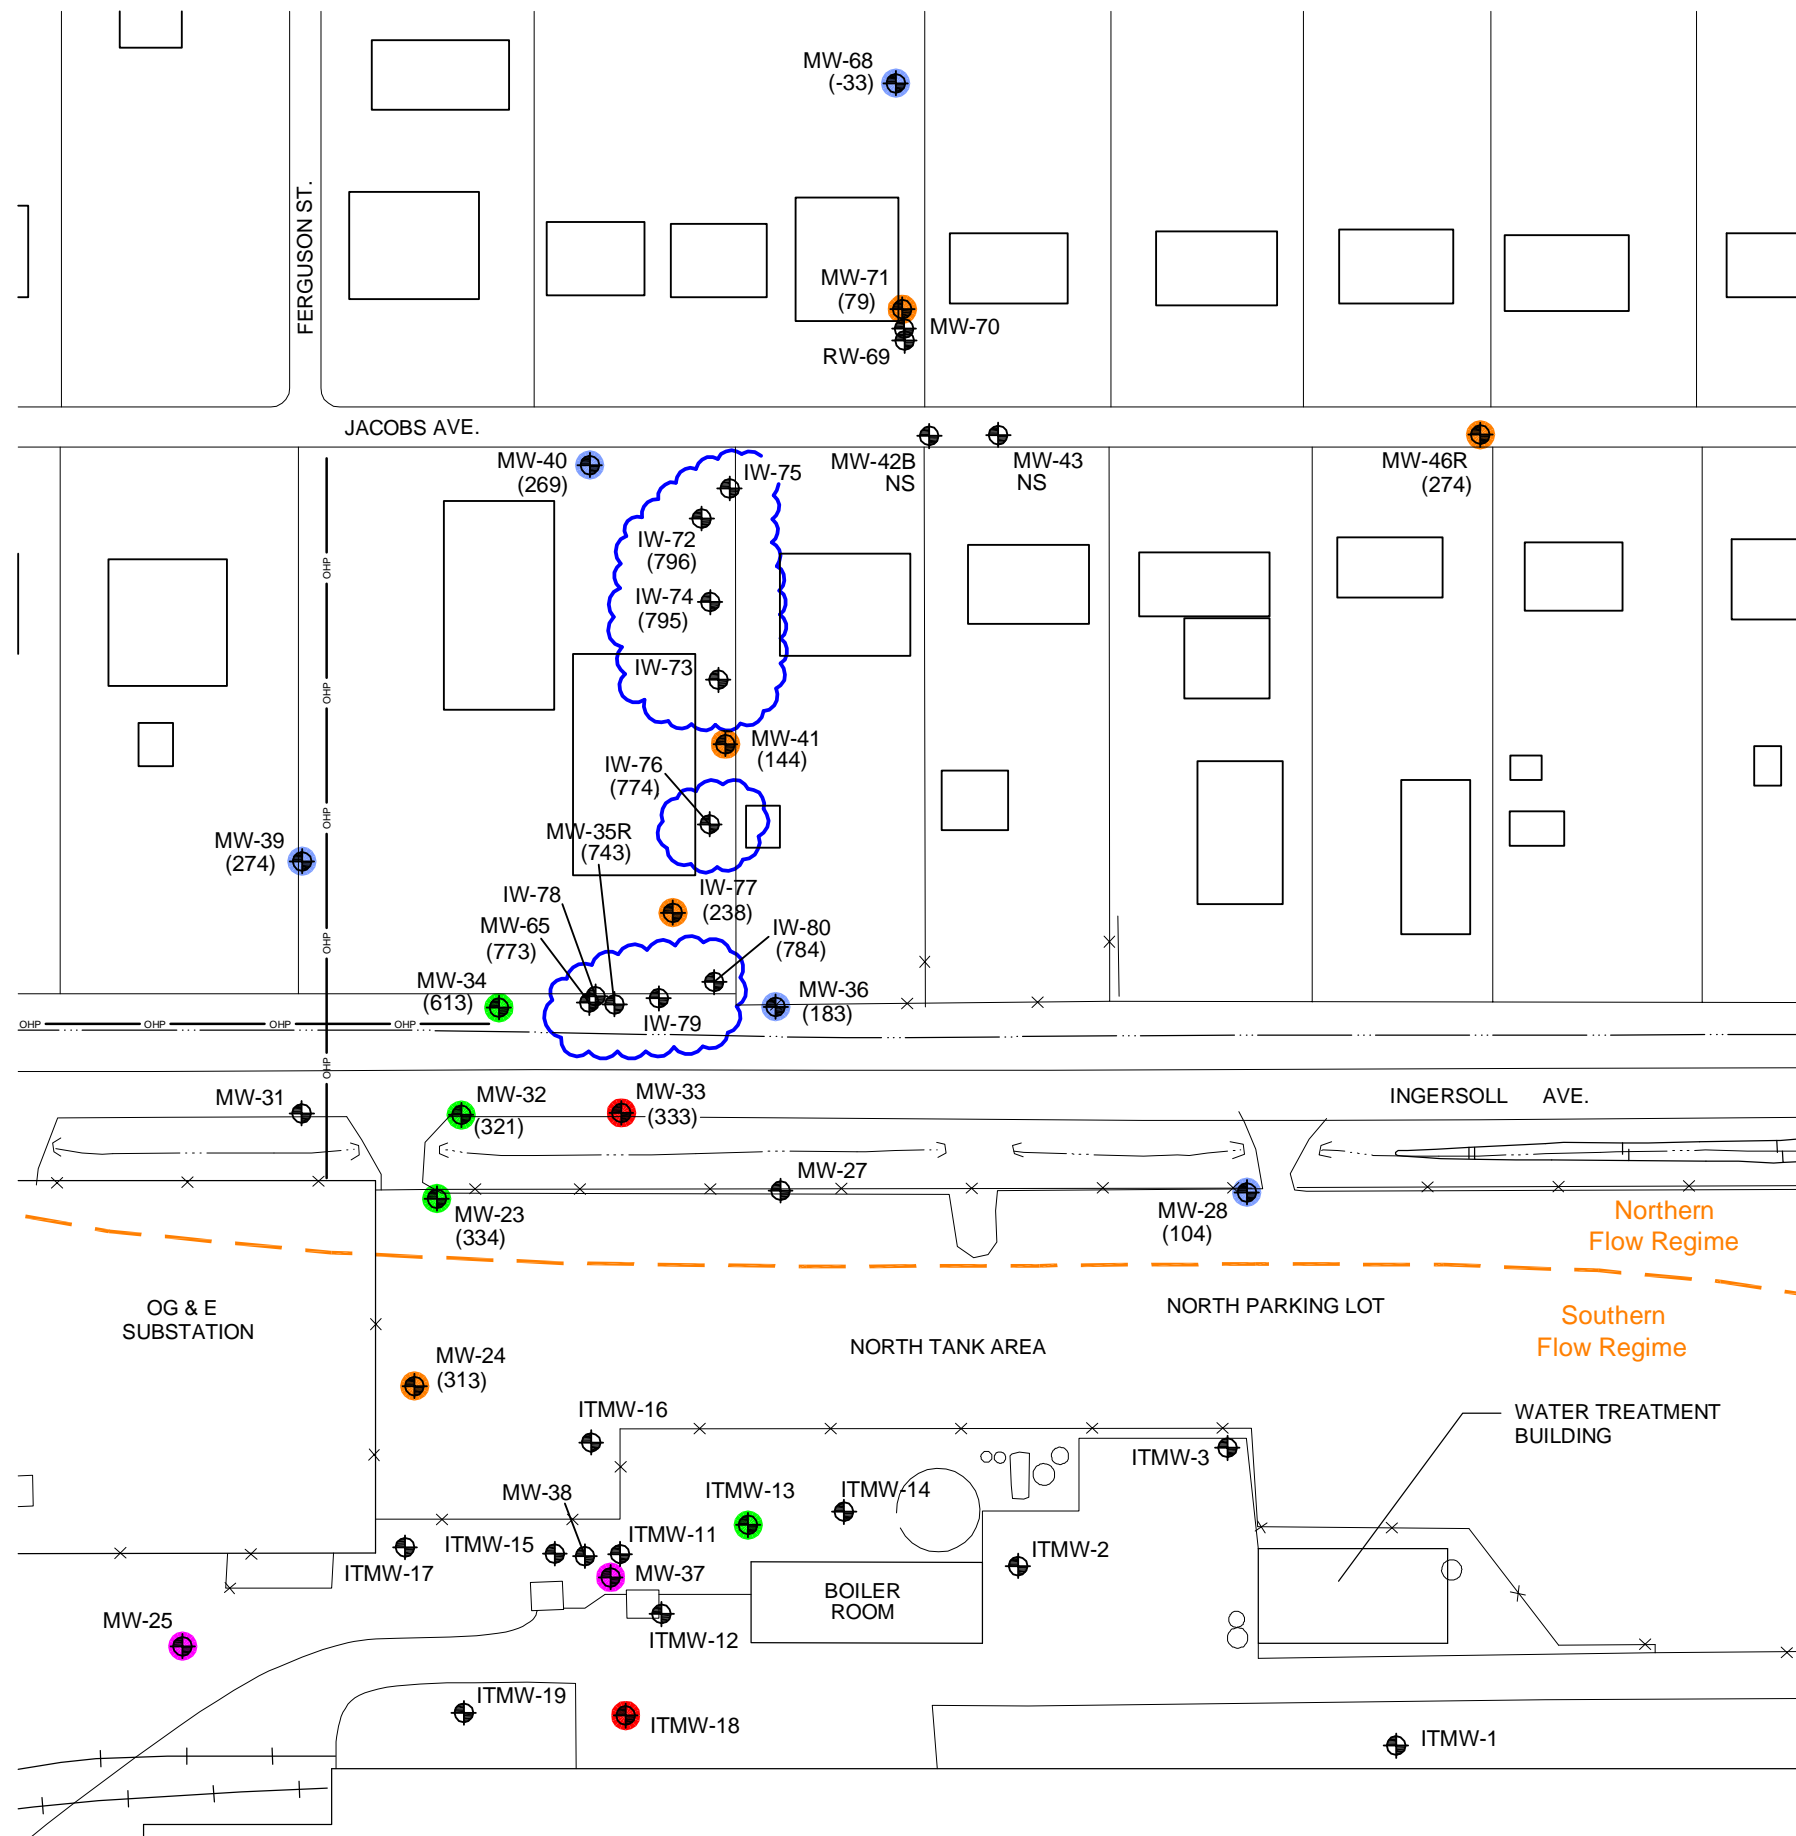 MW-68
(-33)
FERGUSON ST.
MW-71
(79)
MW-70
RW-69
JACOBS AVE.
MW-40
(269)
IW-75
MW-42B
NS
MW-43
NS
MW-46R
(274)
IW-72
(796)
IW-74
(795)
IW-73
MW-41
(144)
IW-76
(774)
MW-35R
(743)
MW-39
(274)
IW-77
(238)
IW-78
MW-65
(773)
IW-80
(784)
MW-34
(613)
MW-36
(183)
IW-79
OHP
OHP
OHP
OHP
OHP
OHP
OHP
OHP
OHP
MW-31
MW-32
(321)
MW-33
(333)
INGERSOLL AVE.
MW-27
MW-23
(334)
MW-28
(104)
Northern
Flow Regime
OG & E
SUBSTATION
NORTH PARKING LOT
Southern
Flow Regime
NORTH TANK AREA
MW-24
(313)
ITMW-16
WATER TREATMENT
BUILDING
ITMW-3
MW-38
ITMW-13
ITMW-14
ITMW-15
ITMW-11
ITMW-17
MW-37
ITMW-2
BOILER
ROOM
MW-25
ITMW-12
ITMW-19
ITMW-18
ITMW-1